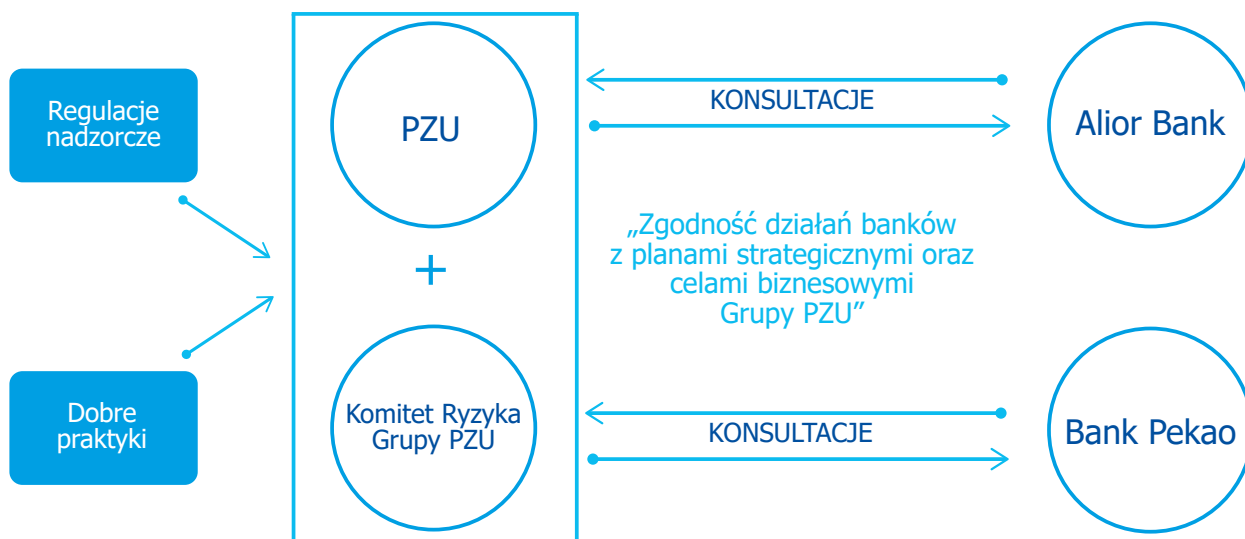 Regulacje
nadzorcze
Dobre
praktyki
PZU
+
Komitet Ryzyka
Grupy PZU
KONSULTACJE
„Zgodność działań banków
z planami strategicznymi oraz
celami biznesowymi
Grupy PZU”
KONSULTACJE
Alior Bank
Bank Pekao